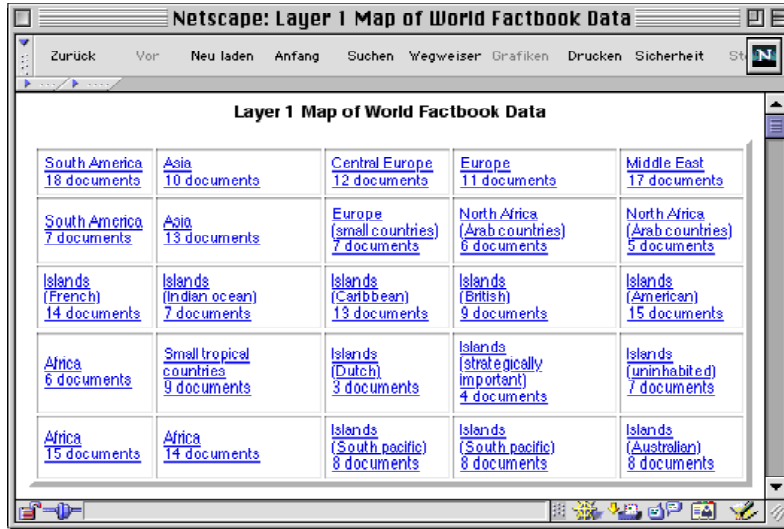 Netscape: Layer 1 Map of World Factbook Data
Zurück Vor Neu laden Anfang Suchen Wegweiser Grafiken Drucken Sicherheit
N
Layer 1 Map of World Factbook Data
South America
18 documents
Asia
10 documents
Central Europe
12 documents
Europe
11 documents
Middle East
17 documents
South America
7 documents
Asia
13 documents
Europe
(small countries)
7 documents
North Africa
(Arab countries)
6 documents
North Africa
(Arab countries)
5 documents
Islands
(French)
14 documents
Islands
(Indian ocean)
7 documents
Islands
(Caribbean)
13 documents
Islands
(British)
9 documents
Islands
(American)
15 documents
Africa
6 documents
Small tropical
countries
9 documents
Islands
(Dutch)
3 documents
Islands
(strategically
important)
4 documents
Islands
(uninhabited)
7 documents
Africa
15 documents
Africa
14 documents
Islands
(South pacific)
8 documents
Islands
(South pacific)
8 documents
Islands
(Australian)
8 documents